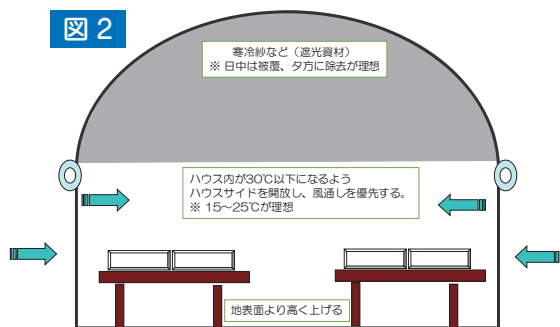 図 2
寒冷紗など（遮光資材）
※ 日中は被覆、夕方に除去が理想
ハウス内が30℃以下になるよう
ハウスサイドを開放し、風通しを優先する。
※ 15～25℃が理想
地表面より高く上げる